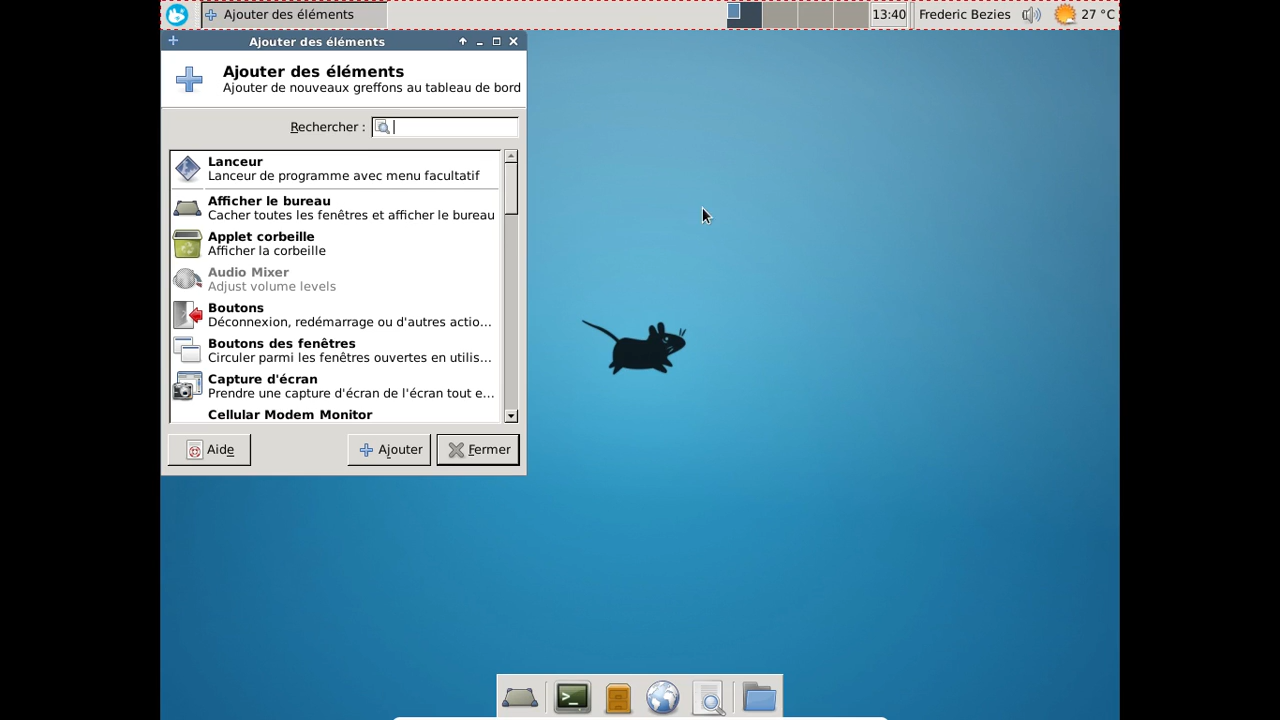 Ajouter des éléments
13:40
Frederic Bezies
27 °C
Ajouter des éléments
Ajouter des éléments
Ajouter de nouveaux greffons au tableau de bord
Rechercher :
Lanceur
Lanceur de programme avec menu facultatif
Afficher le bureau
Cacher toutes les fenêtres et afficher le bureau
Applet corbeille
Afficher la corbeille
Audio Mixer
Adjust volume levels
Boutons
Déconnexion, redémarrage ou d'autres actio...
Boutons des fenêtres
Circuler parmi les fenêtres ouvertes en utilis...
Capture d'écran
Prendre une capture d'écran de l'écran tout e...
Cellular Modem Monitor
Aide
Ajouter
Fermer